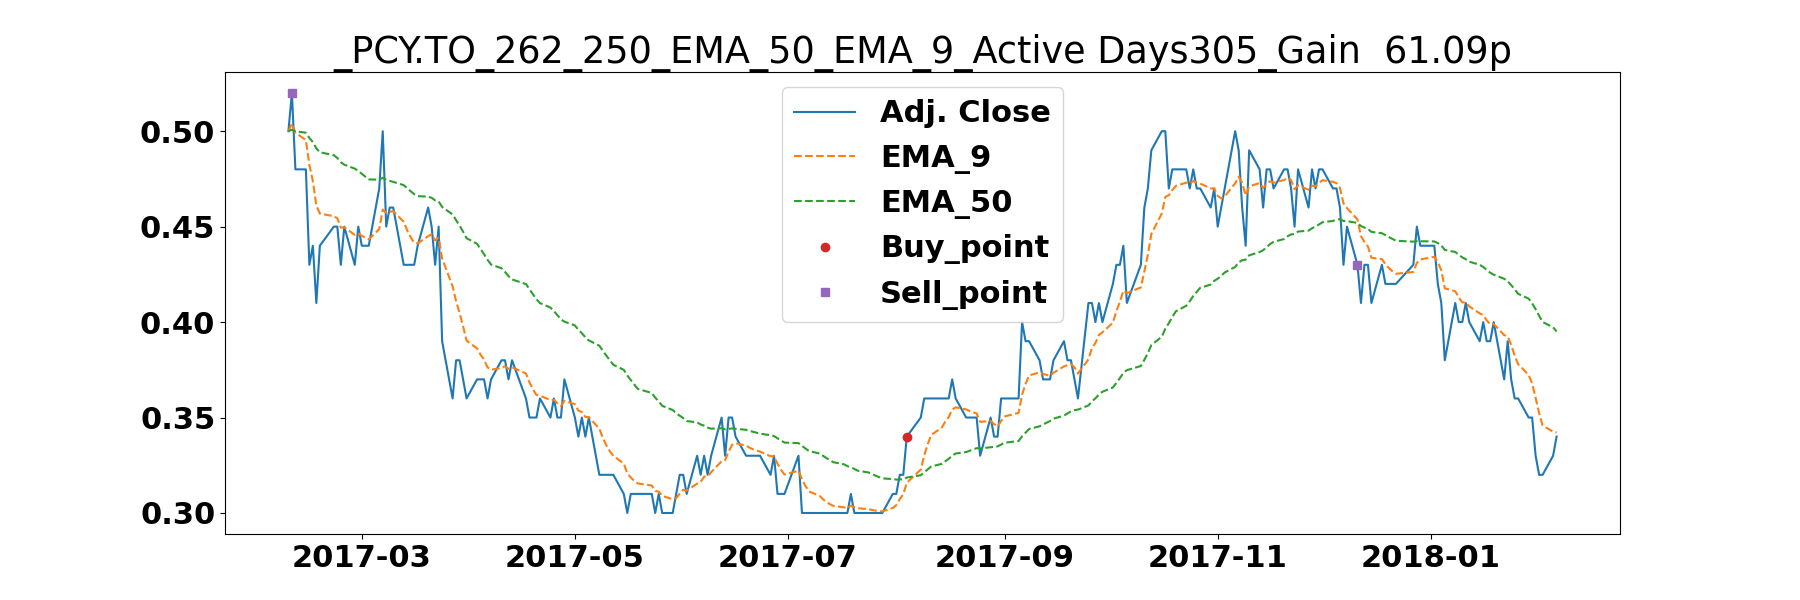 _PCY.TO_262_250_EMA_50_EMA_9_Active Days305_Gain  61.09p
Adj. Close
EMA_9
EMA_50
Buy_point
Sell_point
0.50
0.45
0.40
0.35
0.30
2017-03 2017-05 2017-07 2017-09 2017-11 2018-01